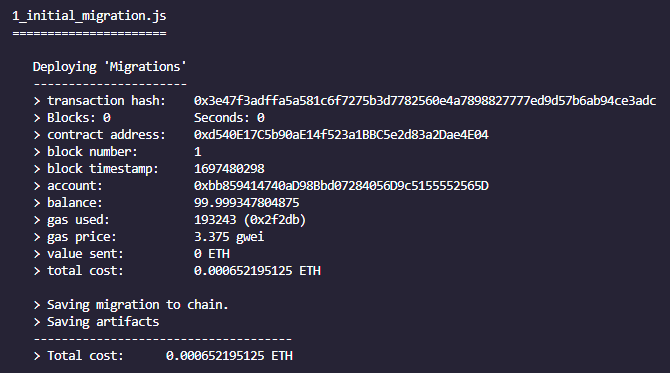 1_initial_migration.js
======================
Deploying 'Migrations'
----------------------
> transaction hash: 0x3e47f3adffa5a581c6f7275b3d7782560e4a7898827777ed9d57b6ab94ce3adc
> Blocks: 0 Seconds: 0
> contract address: 0xd540E17C5b90aE14f523a1BBC5e2d83a2Dae4E04
> block number: 1
> block timestamp: 1697480298
> account: 0xbb859414740aD98Bbd07284056D9c5155552565D
> balance: 99.999347804875
> gas used: 193243 (0x2f2db)
> gas price: 3.375 gwei
> value sent: 0 ETH
> total cost: 0.000652195125 ETH
> Saving migration to chain.
> Saving artifacts
-------------------------------------
> Total cost: 0.000652195125 ETH